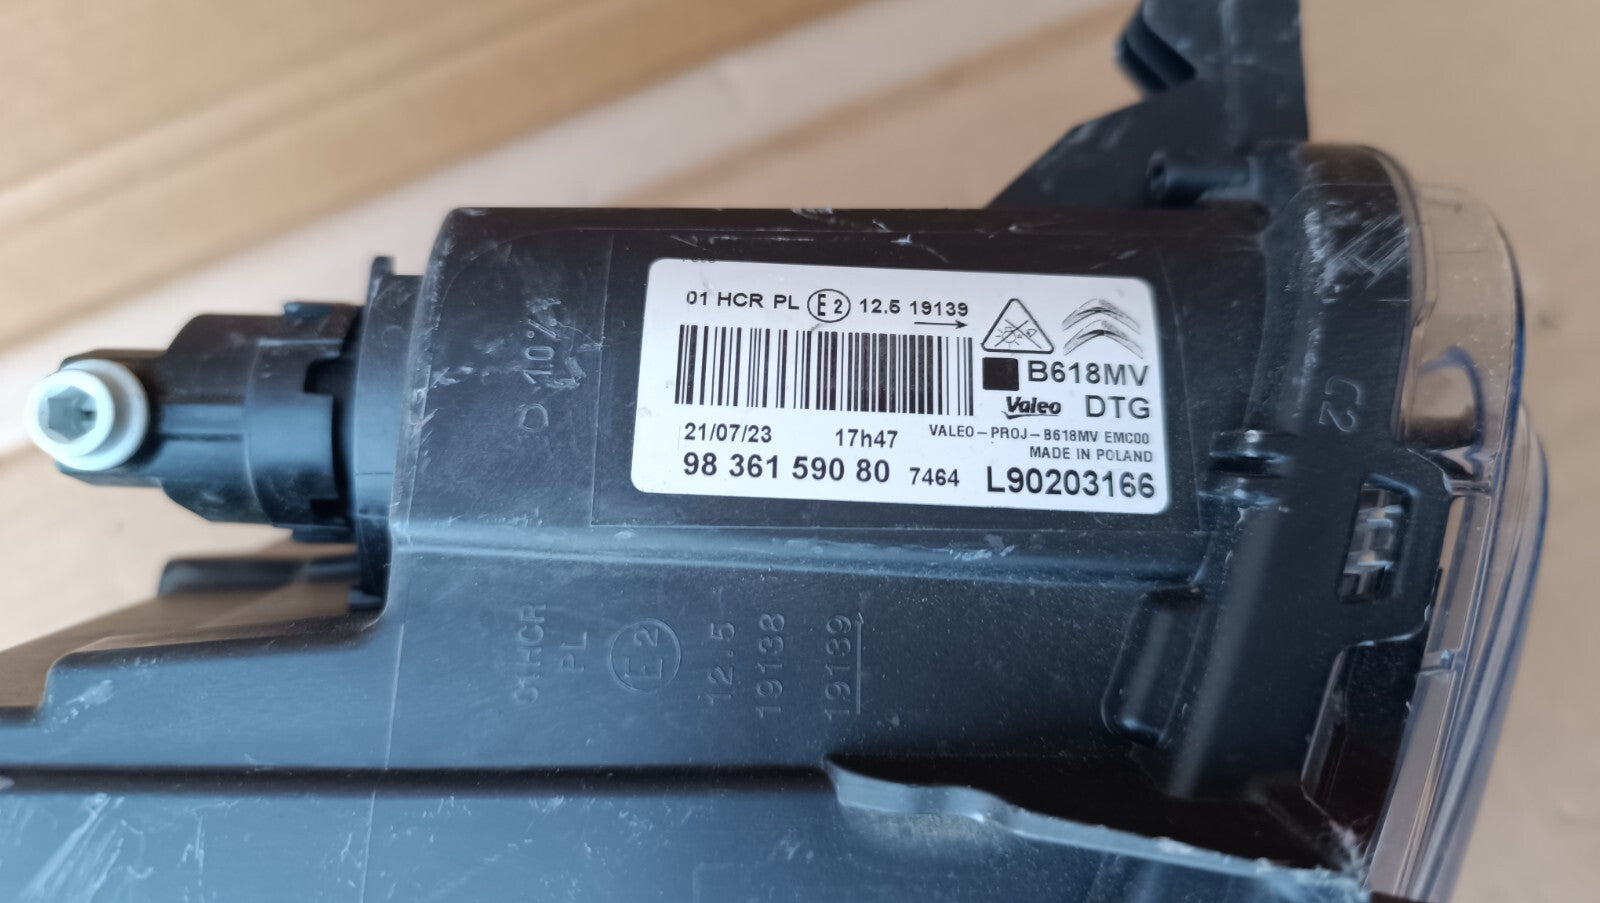 01 HCR PL E2 12.5 19139
B618MV
Valeo DTG
21/07/23 17h47 VALEO-PROJ-B618MV EMC00
MADE IN POLAND
98 361 590 80 7464 L90203166
10%
C2
01HCR
PL
E2
12.5
19138
19139